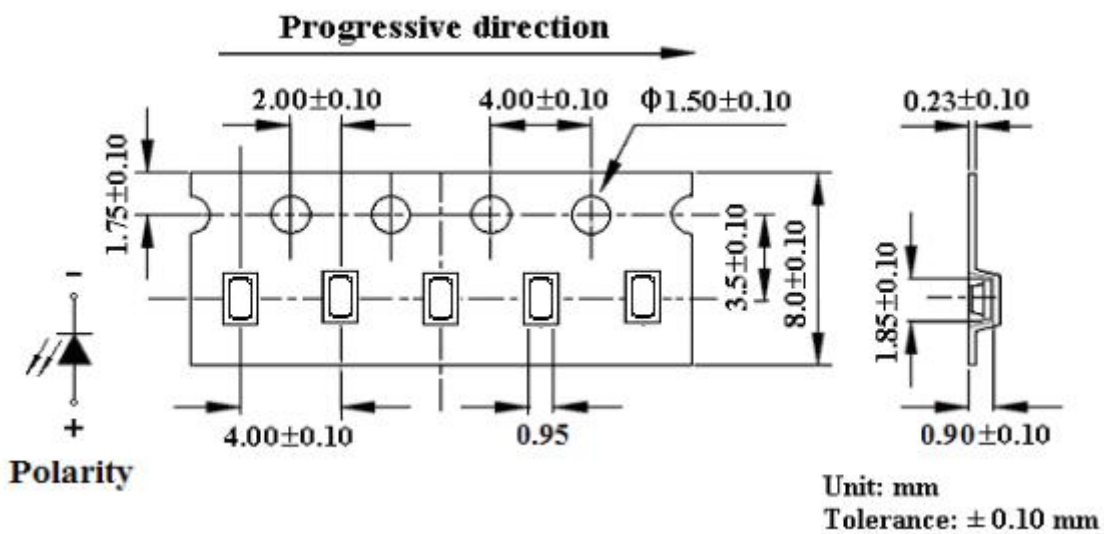 Progressive direction
2.00±0.10
4.00±0.10
Φ1.50±0.10
0.23±0.10
1.75±0.10
3.5±0.10
8.0±0.10
1.85±0.10
-
+
Polarity
4.00±0.10
0.95
0.90±0.10
Unit: mm
Tolerance: ±0.10 mm